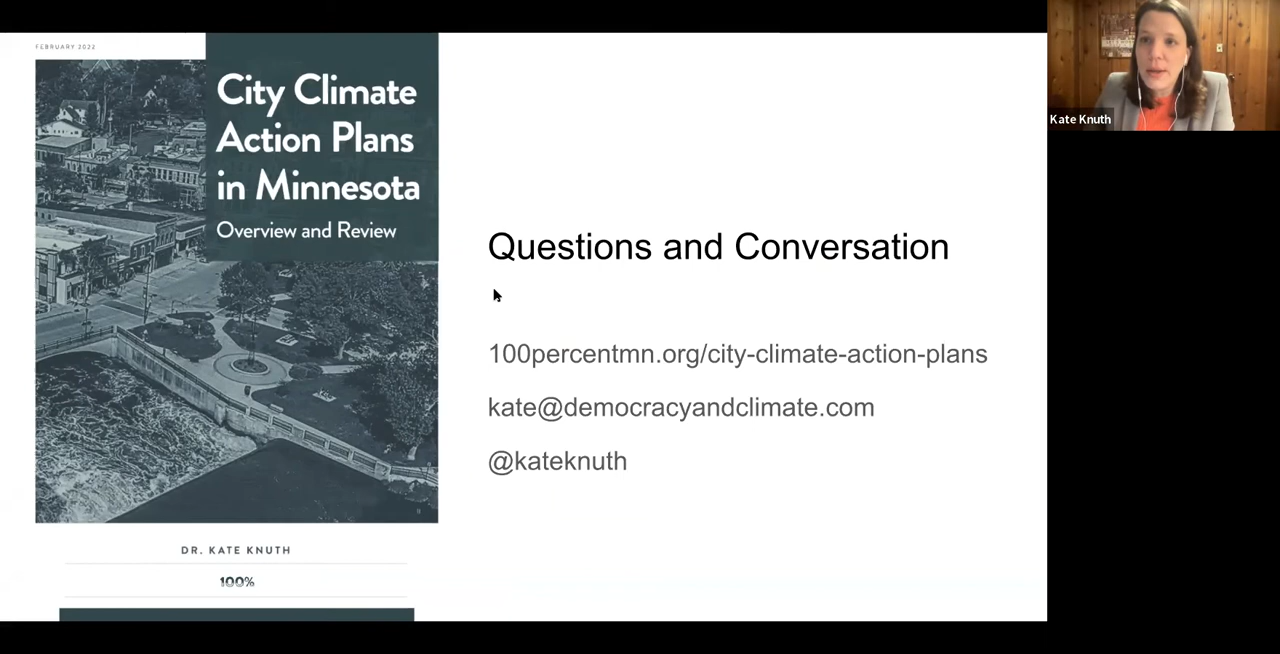 FEBRUARY 2022
City Climate
Action Plans
in Minnesota
Overview and Review
DR. KATE KNUTH
100%
Questions and Conversation
100percentmn.org/city-climate-action-plans
kate@democracyandclimate.com
@kateknuth
Kate Knuth